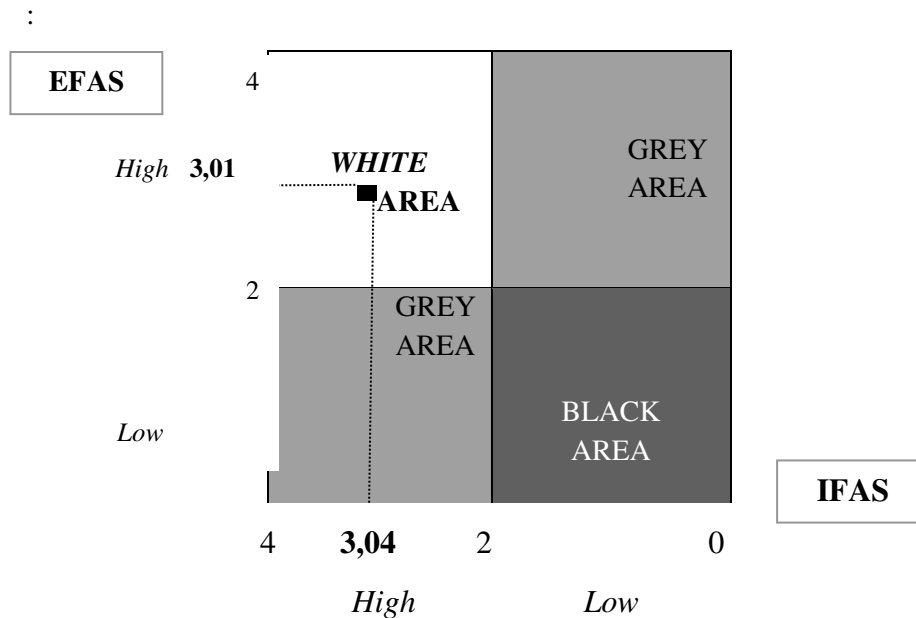 :
EFAS
4
High 3,01
WHITE
AREA
GREY
AREA
2
GREY
AREA
Low
BLACK
AREA
IFAS
4 3,04 2 0
High Low